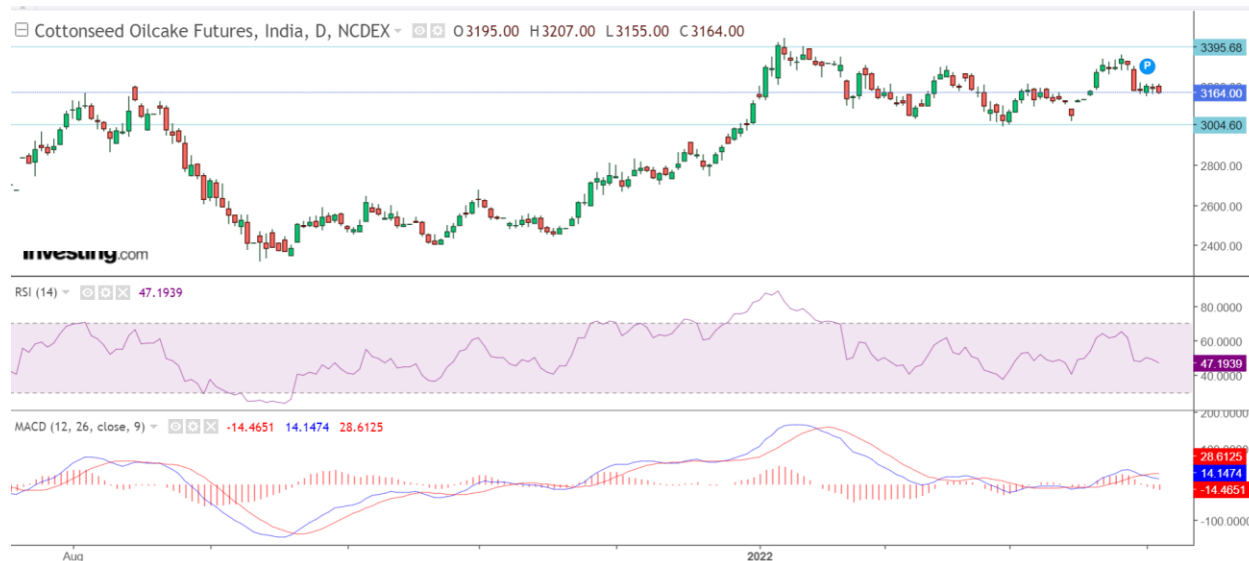 Cottonseed Oilcake Futures, India, D, NCDEX O3195.00 H3207.00 L3155.00 C3164.00
3395.68
P
3164.00
3004.60
2800.00
2600.00
2400.00
Investing.com
RSI (14) 47.1939
80.0000
60.0000
47.1939
40.0000
MACD (12, 26, close, 9) -14.4651 14.1474 28.6125
200.0000
28.6125
14.1474
-14.4651
-100.0000
Aug 2022